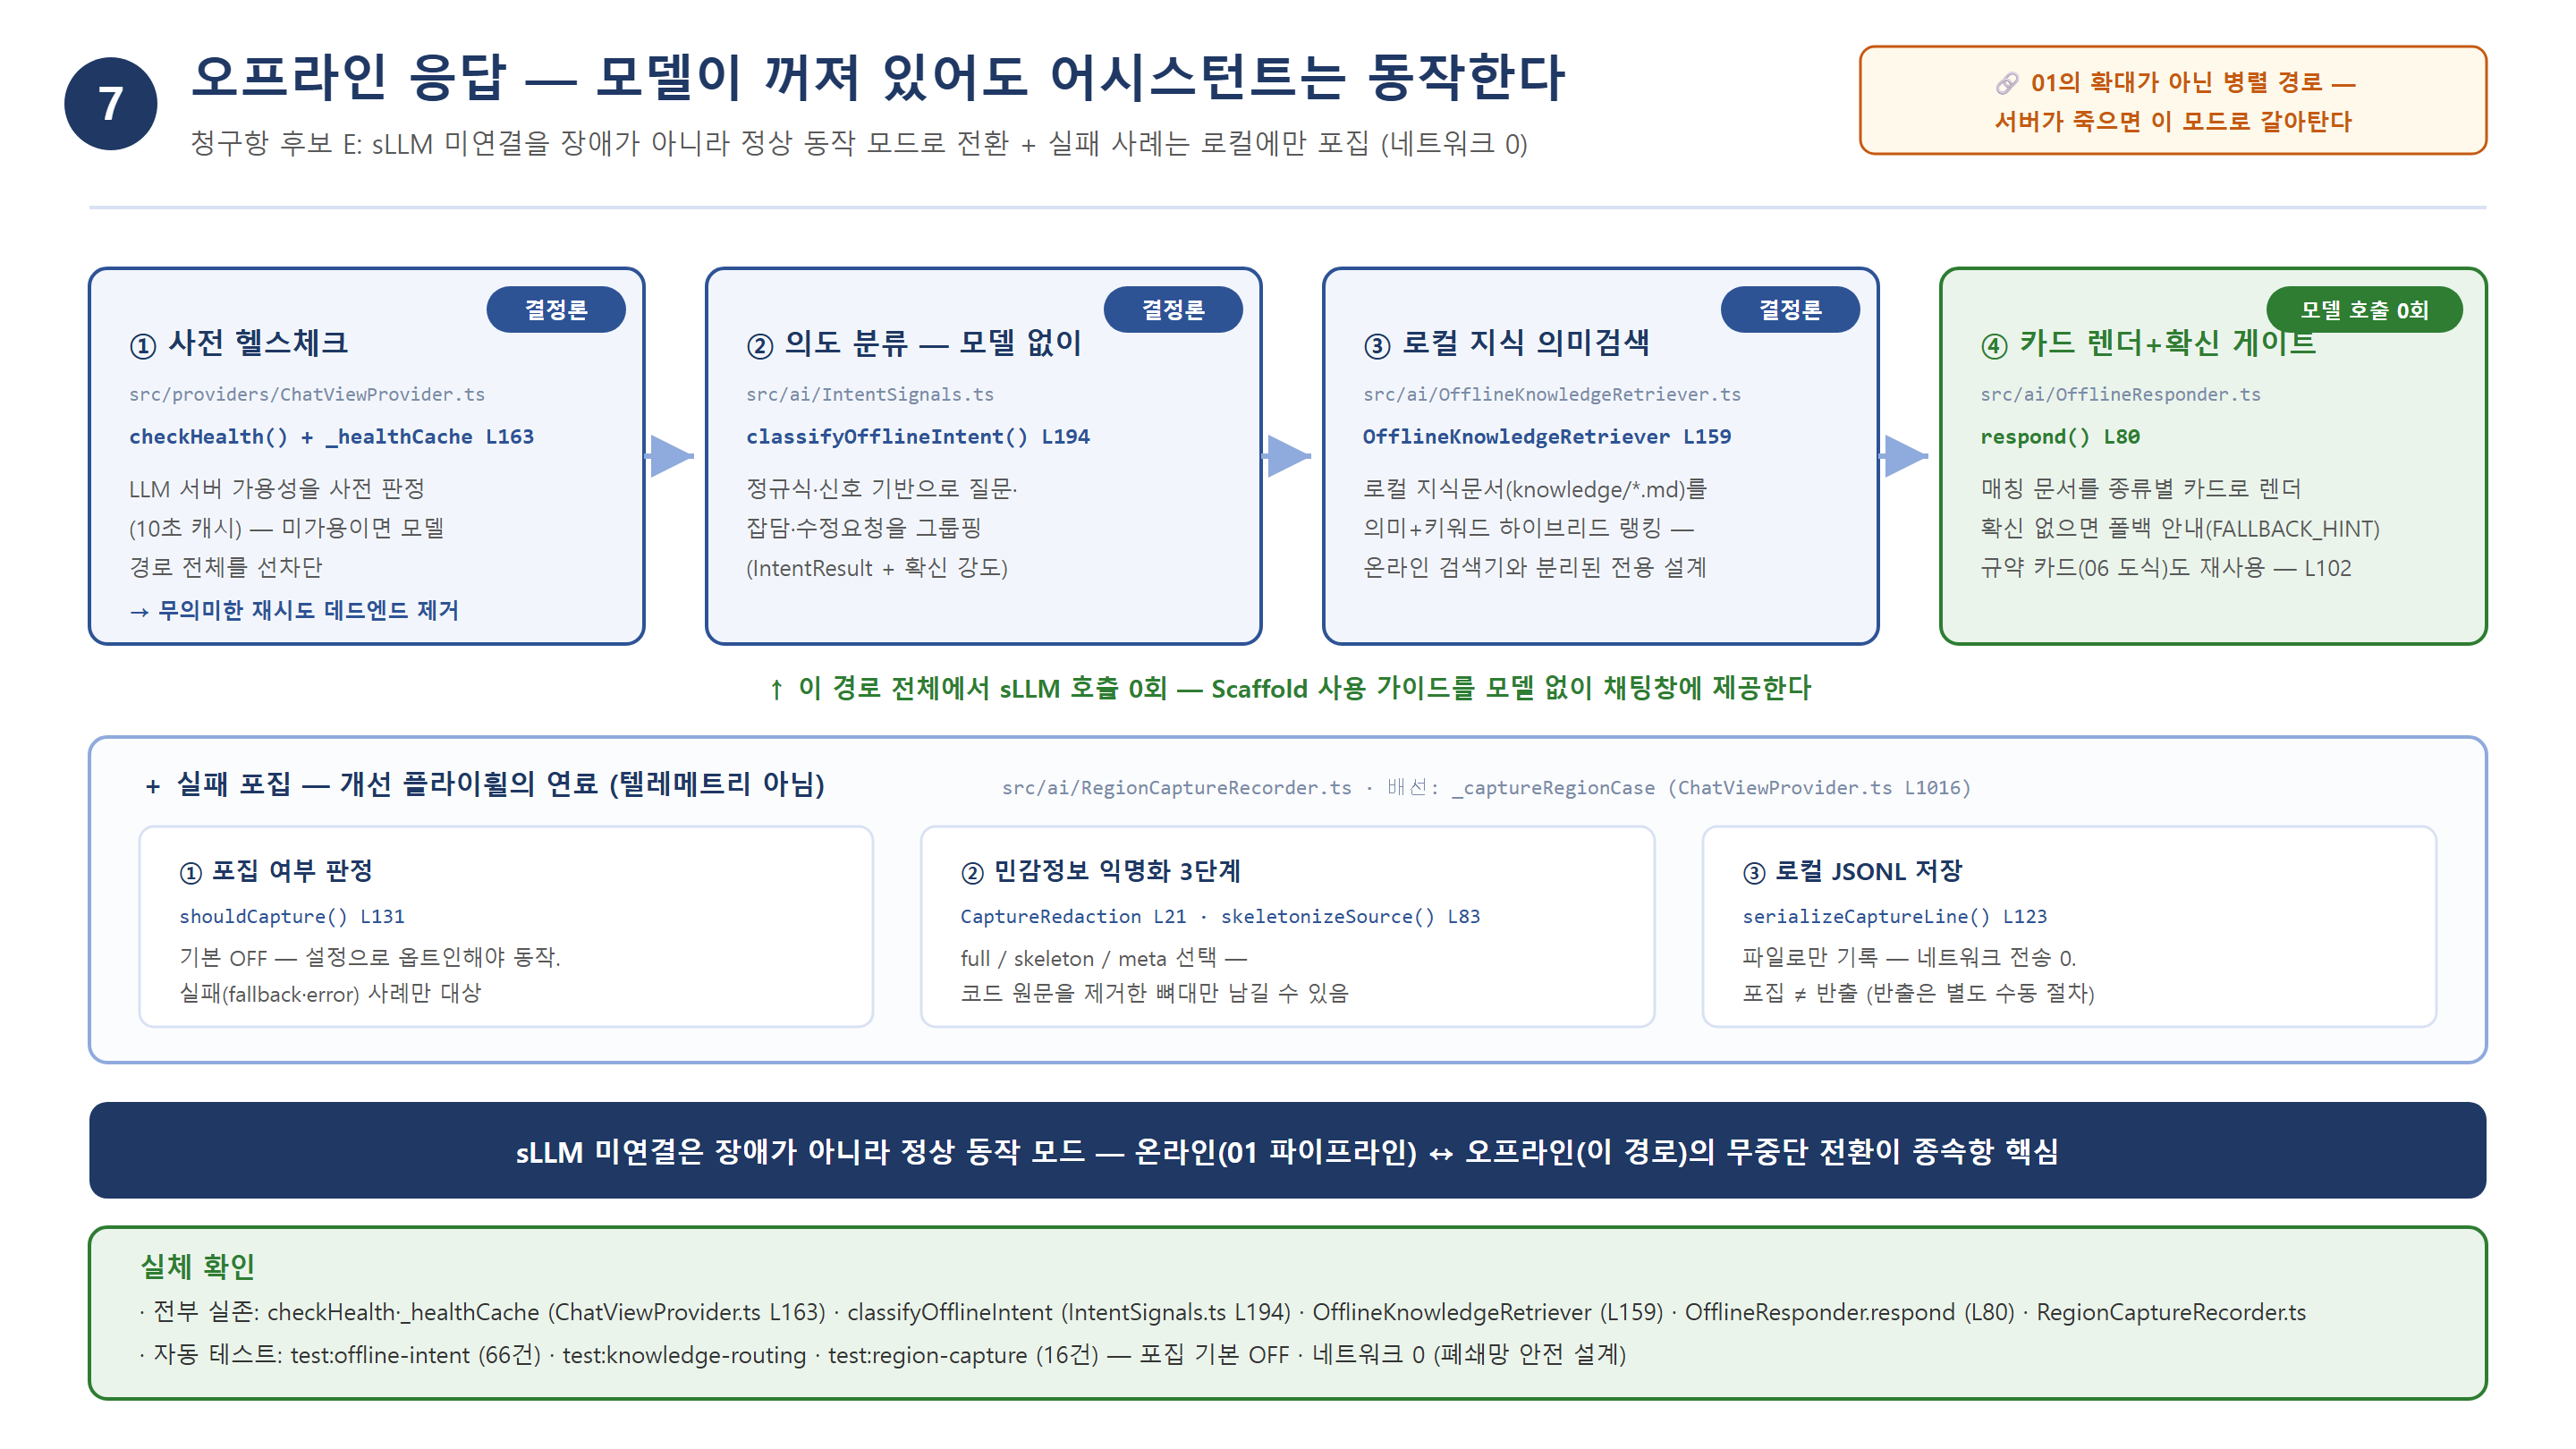 7
오프라인 응답 — 모델이 꺼져 있어도 어시스턴트는 동작한다
청구항 후보 E: sLLM 미연결을 장애가 아니라 정상 동작 모드로 전환 + 실패 사례는 로컬에만 포집 (네트워크 0)
🔗 01의 확대가 아닌 병렬 경로 —
서버가 죽으면 이 모드로 갈아탄다
결정론
① 사전 헬스체크
src/providers/ChatViewProvider.ts
checkHealth() + _healthCache L163
LLM 서버 가용성을 사전 판정
(10초 캐시) — 미가용이면 모델
경로 전체를 선차단
→ 무의미한 재시도 데드엔드 제거
결정론
② 의도 분류 — 모델 없이
src/ai/IntentSignals.ts
classifyOfflineIntent() L194
정규식·신호 기반으로 질문·
잡담·수정요청을 그룹핑
(IntentResult + 확신 강도)
결정론
③ 로컬 지식 의미검색
src/ai/OfflineKnowledgeRetriever.ts
OfflineKnowledgeRetriever L159
로컬 지식문서(knowledge/*.md)를
의미+키워드 하이브리드 랭킹 —
온라인 검색기와 분리된 전용 설계
모델 호출 0회
④ 카드 렌더+확신 게이트
src/ai/OfflineResponder.ts
respond() L80
매칭 문서를 종류별 카드로 렌더
확신 없으면 폴백 안내(FALLBACK_HINT)
규약 카드(06 도식)도 재사용 — L102
↑ 이 경로 전체에서 sLLM 호출 0회 — Scaffold 사용 가이드를 모델 없이 채팅창에 제공한다
+ 실패 포집 — 개선 플라이휠의 연료 (텔레메트리 아님)
src/ai/RegionCaptureRecorder.ts · 배선: _captureRegionCase (ChatViewProvider.ts L1016)
① 포집 여부 판정
shouldCapture() L131
기본 OFF — 설정으로 옵트인해야 동작.
실패(fallback·error) 사례만 대상
② 민감정보 익명화 3단계
CaptureRedaction L21 · skeletonizeSource() L83
full / skeleton / meta 선택 —
코드 원문을 제거한 뼈대만 남길 수 있음
③ 로컬 JSONL 저장
serializeCaptureLine() L123
파일로만 기록 — 네트워크 전송 0.
포집 ≠ 반출 (반출은 별도 수동 절차)
sLLM 미연결은 장애가 아니라 정상 동작 모드 — 온라인(01 파이프라인) ↔ 오프라인(이 경로)의 무중단 전환이 종속항 핵심
실체 확인
· 전부 실존: checkHealth·_healthCache (ChatViewProvider.ts L163) · classifyOfflineIntent (IntentSignals.ts L194) · OfflineKnowledgeRetriever (L159) · OfflineResponder.respond (L80) · RegionCaptureRecorder.ts
· 자동 테스트: test:offline-intent (66건) · test:knowledge-routing · test:region-capture (16건) — 포집 기본 OFF · 네트워크 0 (폐쇄망 안전 설계)